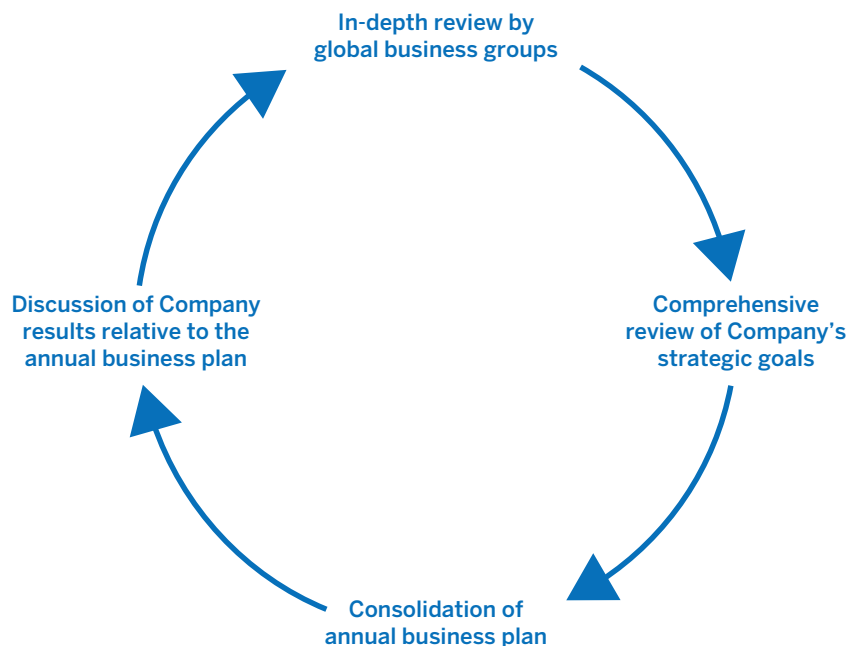 In-depth review by
global business groups
Comprehensive
review of Company’s
strategic goals
Consolidation of
annual business plan
Discussion of Company
results relative to the
annual business plan